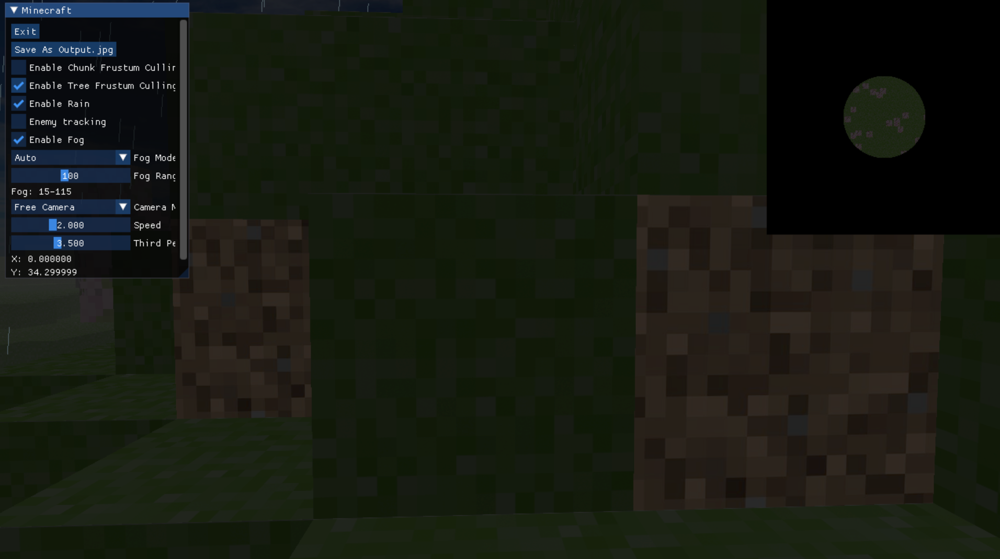 Minecraft
Exit
Save As Output.jpg
Enable Chunk Frustum Cullin
Enable Tree Frustum Culling
Enable Rain
Enemy tracking
Enable Fog
Auto Fog Mode
100 Fog Rang
Fog: 15-115
Free Camera Camera M
2.000 Speed
3.500 Third Pe
X: 0.000000
Y: 34.299999